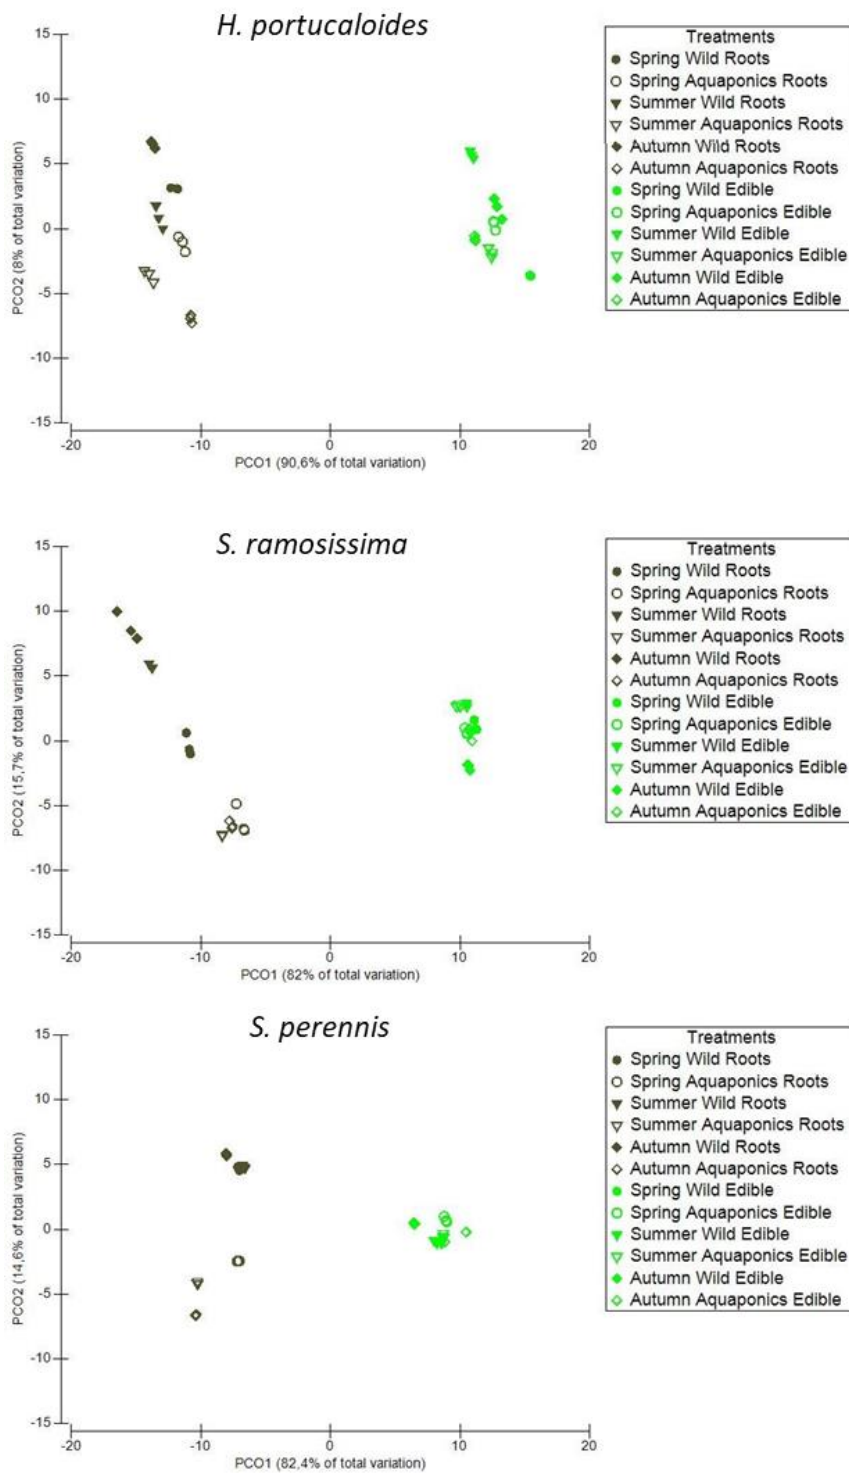 H. portucaloides
15
10
5
0
-5
-10
-15
PCO2 (8% of total variation)
-20
-10
0
10
20
PCO1 (90,6% of total variation)
Treatments
Spring Wild Roots
Spring Aquaponics Roots
Summer Wild Roots
Summer Aquaponics Roots
Autumn Wild Roots
Autumn Aquaponics Roots
Spring Wild Edible
Spring Aquaponics Edible
Summer Wild Edible
Summer Aquaponics Edible
Autumn Wild Edible
Autumn Aquaponics Edible
S. ramosissima
15
10
5
0
-5
-10
-15
PCO2 (15,7% of total variation)
-20
-10
0
10
20
PCO1 (82% of total variation)
Treatments
Spring Wild Roots
Spring Aquaponics Roots
Summer Wild Roots
Summer Aquaponics Roots
Autumn Wild Roots
Autumn Aquaponics Roots
Spring Wild Edible
Spring Aquaponics Edible
Summer Wild Edible
Summer Aquaponics Edible
Autumn Wild Edible
Autumn Aquaponics Edible
S. perennis
15
10
5
0
-5
-10
-15
PCO2 (14,6% of total variation)
-20
-10
0
10
20
PCO1 (82,4% of total variation)
Treatments
Spring Wild Roots
Spring Aquaponics Roots
Summer Wild Roots
Summer Aquaponics Roots
Autumn Wild Roots
Autumn Aquaponics Roots
Spring Wild Edible
Spring Aquaponics Edible
Summer Wild Edible
Summer Aquaponics Edible
Autumn Wild Edible
Autumn Aquaponics Edible